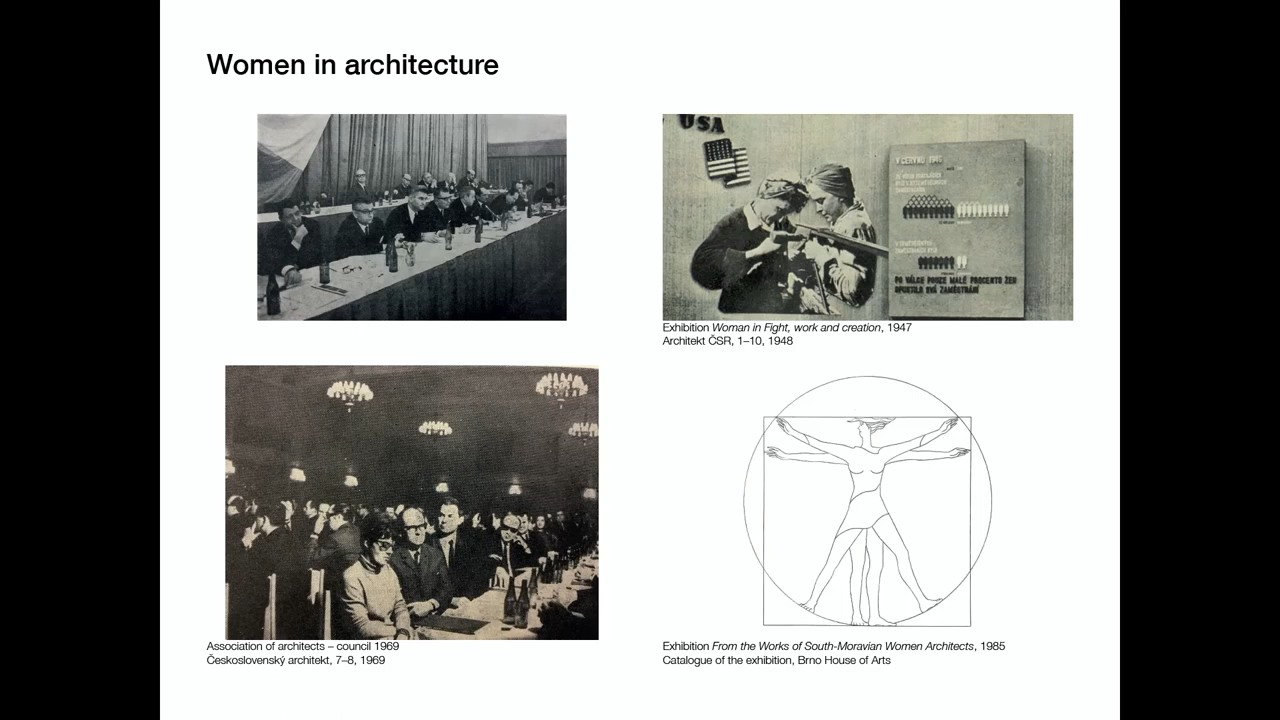 Women in architecture
USA
V ČERVNU 1945
PO VÁLCE POUZE MALÉ PROCENTO ŽEN
OPUSTILO SVÁ ZAMĚSTNÁNÍ
Exhibition Woman in Fight, work and creation, 1947
Architekt ČSR, 1–10, 1948
Association of architects – council 1969
Československý architekt, 7–8, 1969
Exhibition From the Works of South-Moravian Women Architects, 1985
Catalogue of the exhibition, Brno House of Arts